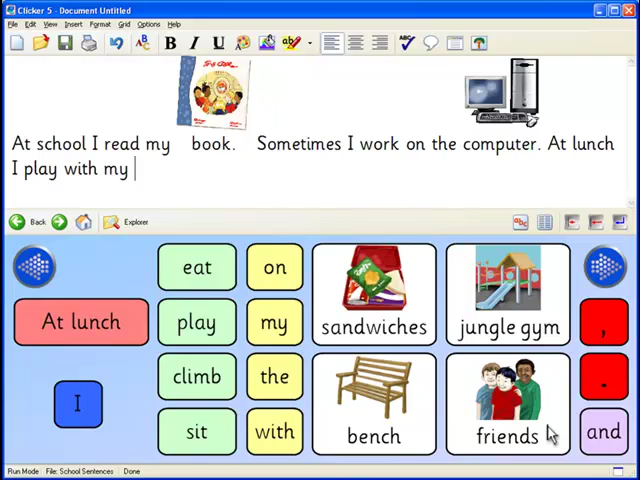 Clicker 5 - Document Untitled
File Edit View Insert Format Grid Options Help
B I U
At school I read my book. Sometimes I work on the computer. At lunch
I play with my
Back Explorer
At lunch
I
eat
play
climb
sit
on
my
the
with
sandwiches
jungle gym
bench
friends
,
.
and
Run Mode File: School Sentences Done